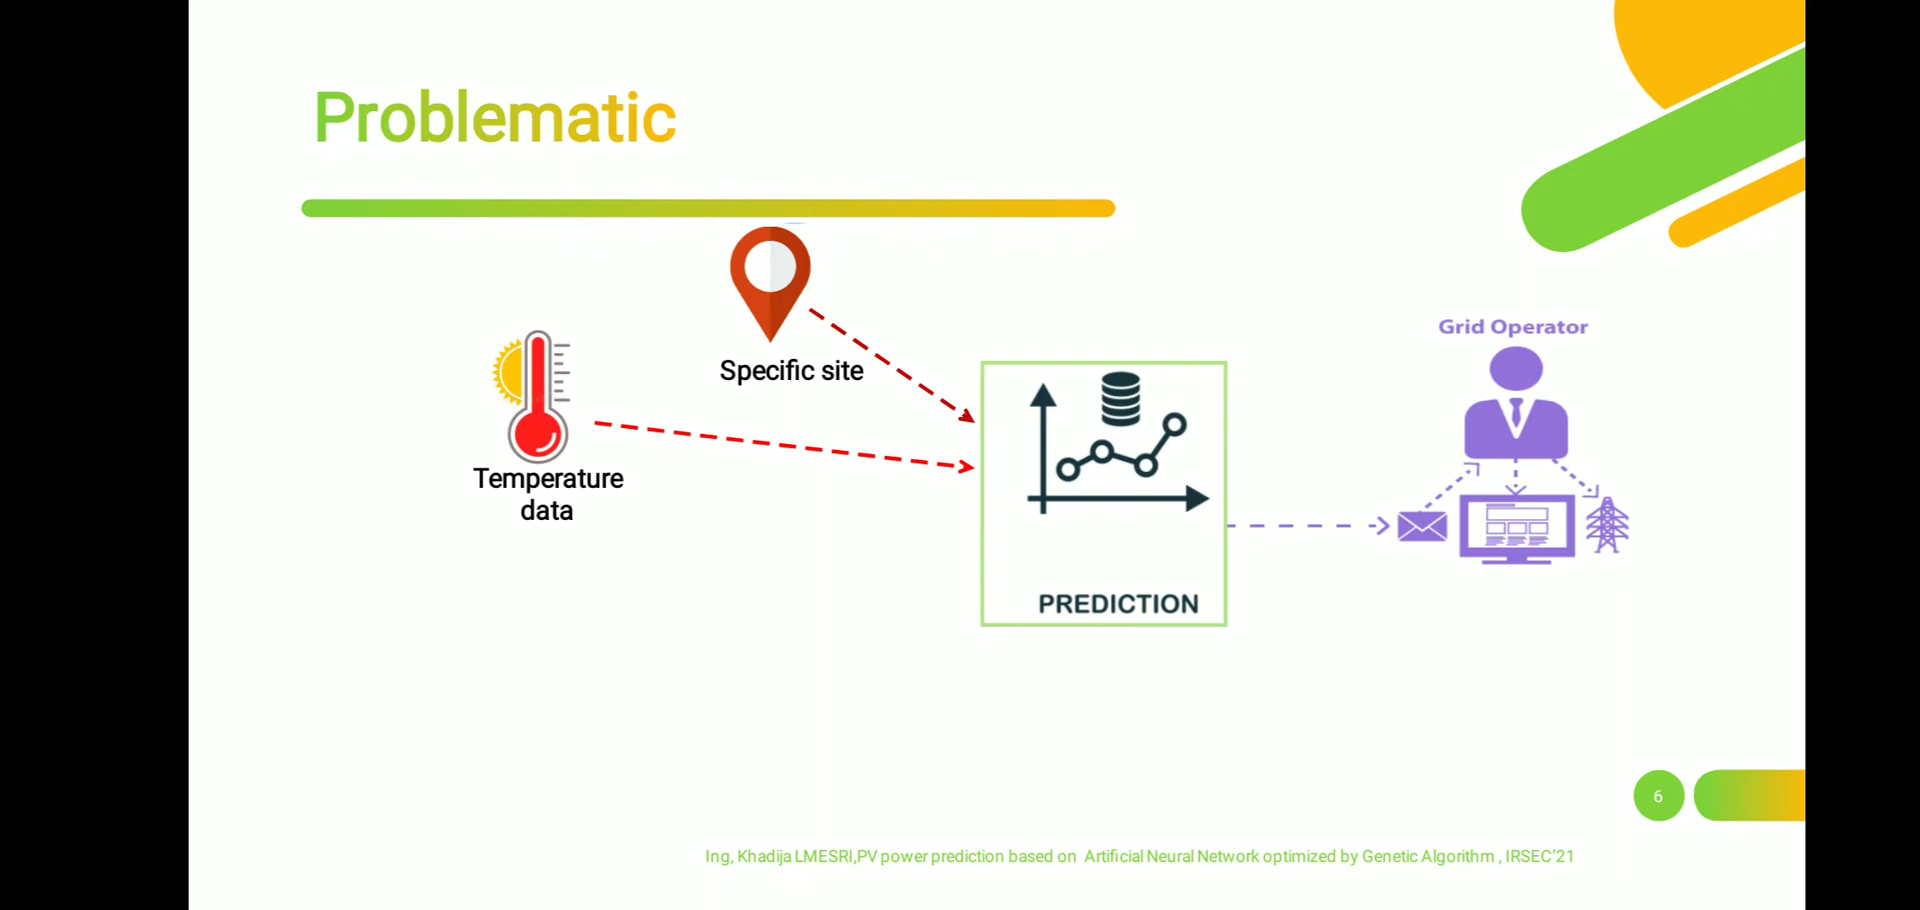 Problematic
Specific site
Temperature
data
PREDICTION
Grid Operator
6
Ing, Khadija LMESRI,PV power prediction based on Artificial Neural Network optimized by Genetic Algorithm , IRSEC’21